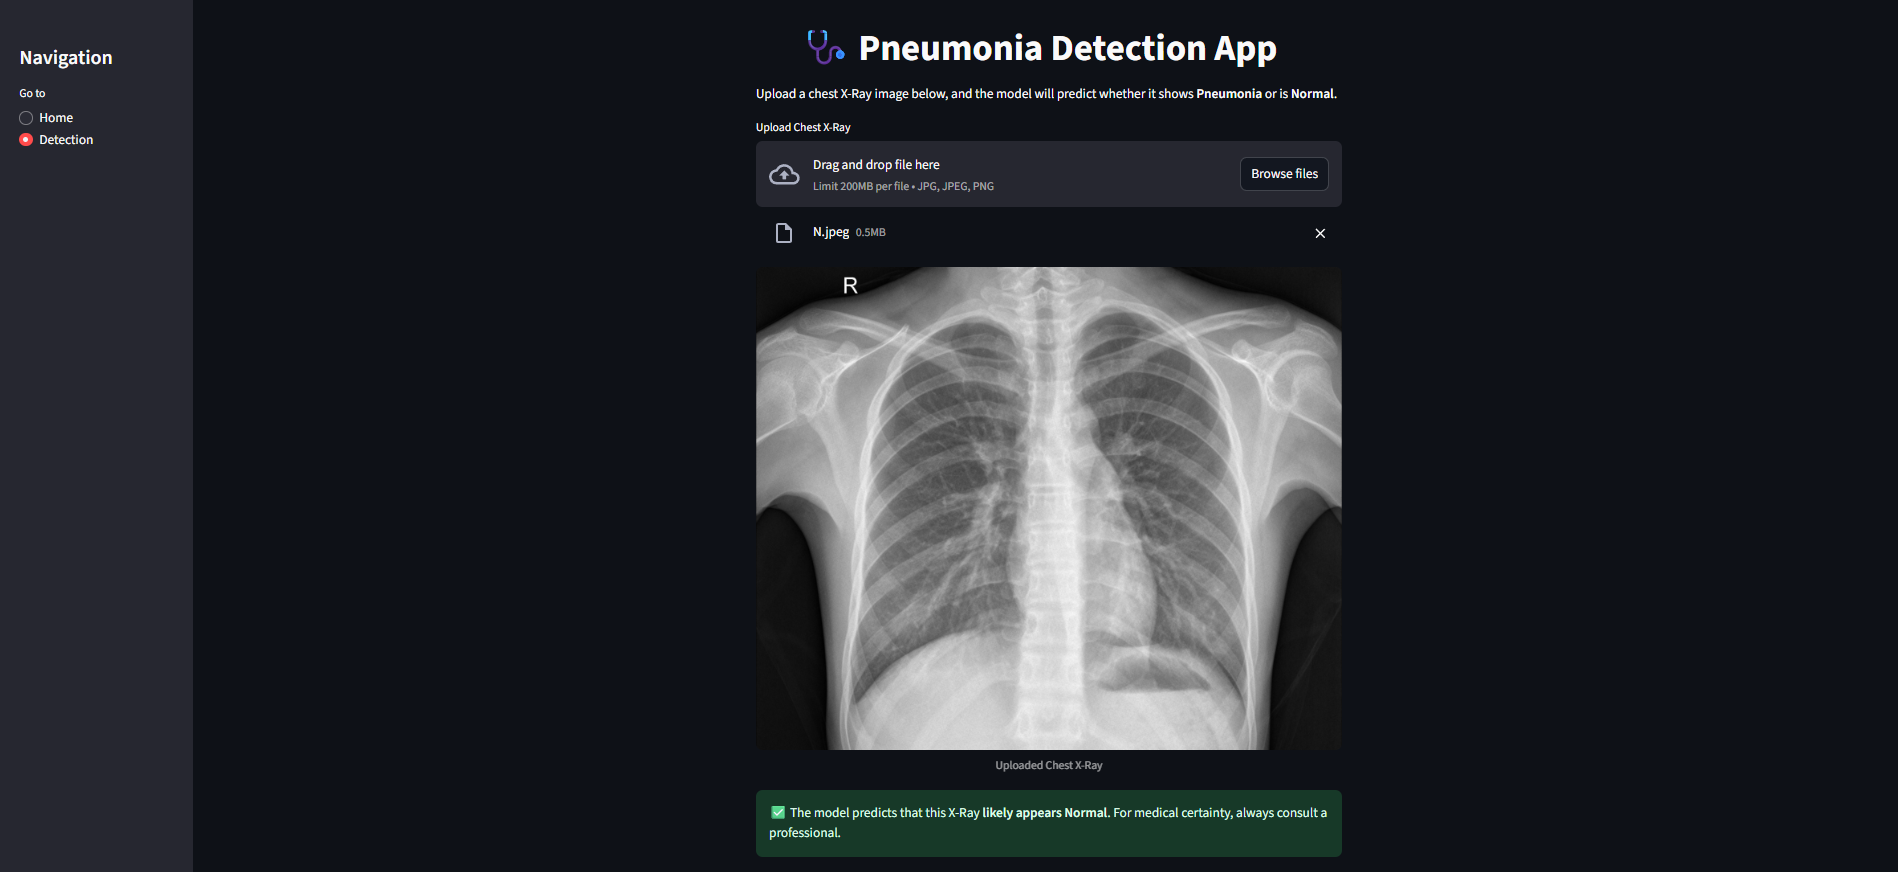 Navigation
Go to
Home
Detection
Pneumonia Detection App
Upload a chest X-Ray image below, and the model will predict whether it shows Pneumonia or is Normal.
Upload Chest X-Ray
Drag and drop file here
Limit 200MB per file • JPG, JPEG, PNG
Browse files
N.jpeg 0.5MB
R
Uploaded Chest X-Ray
✅ The model predicts that this X-Ray likely appears Normal. For medical certainty, always consult a
professional.